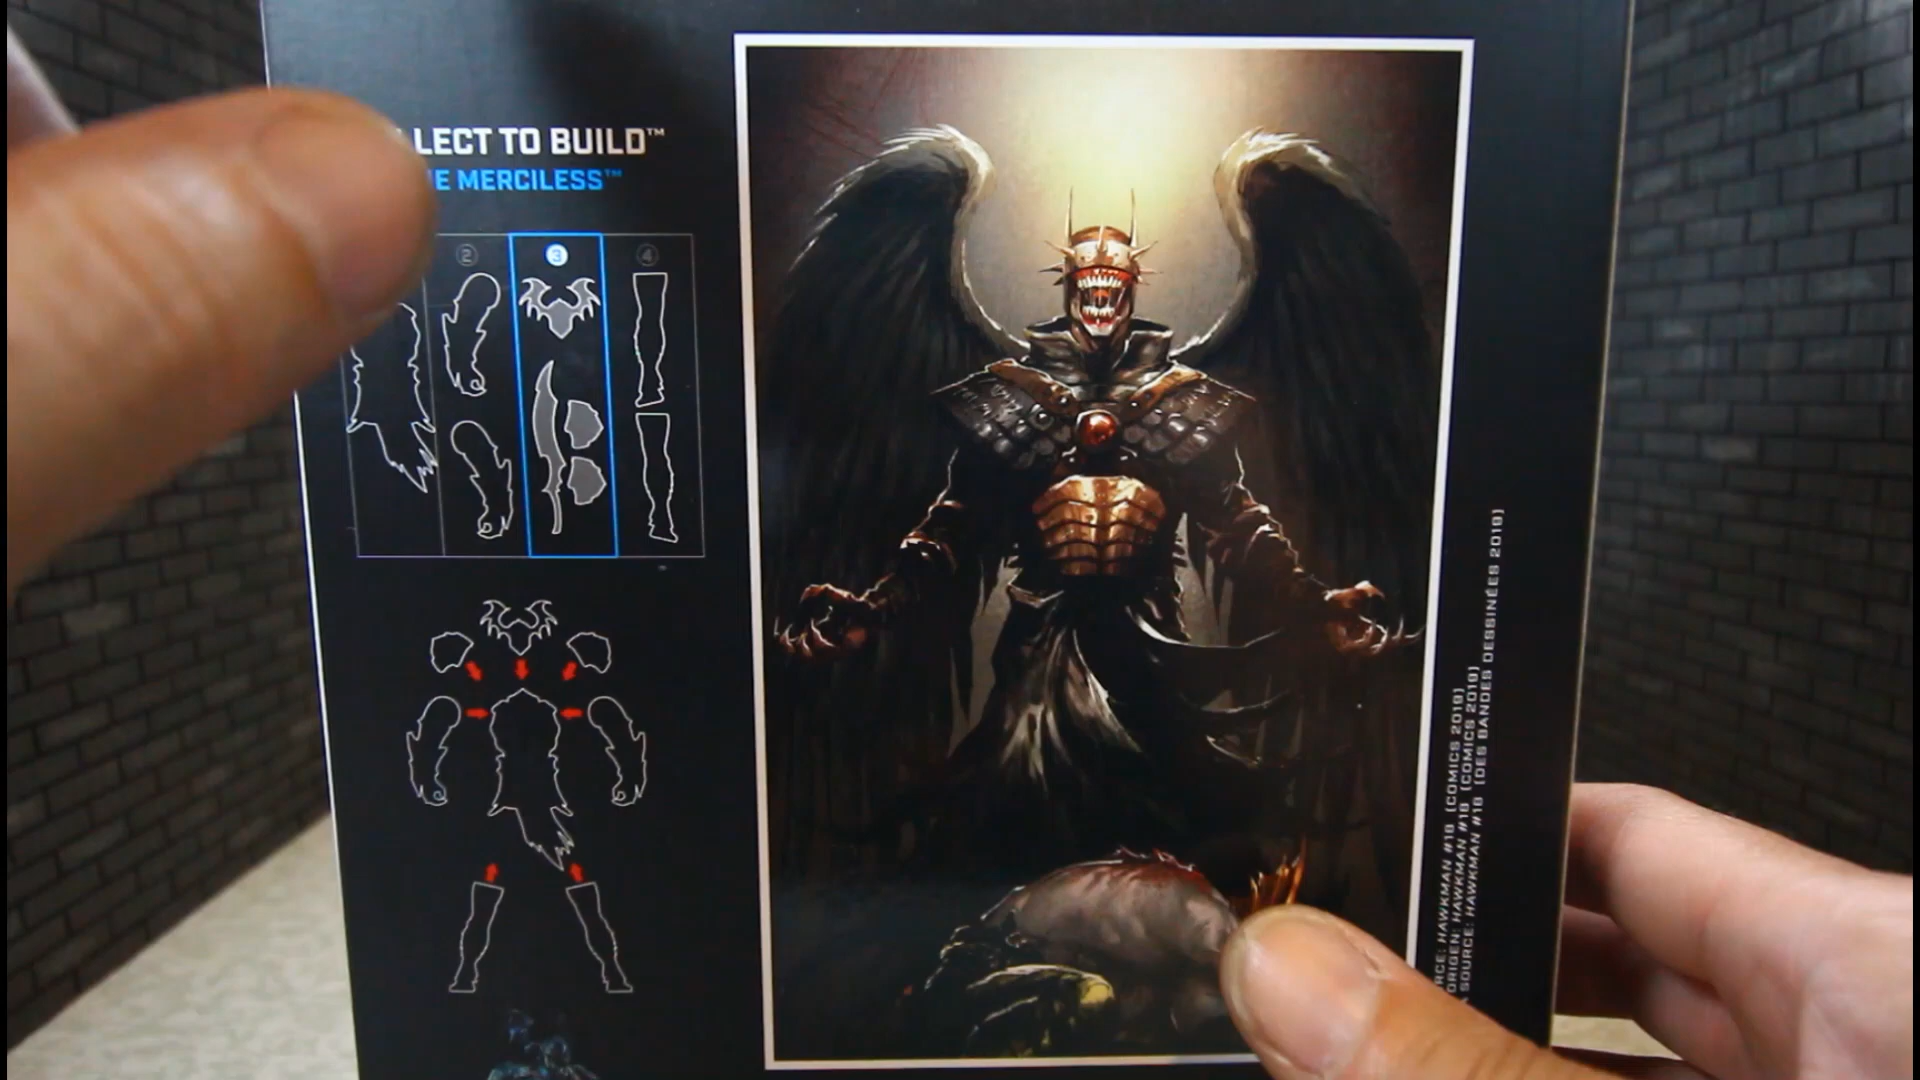 LLECT TO BUILD™
E MERCILESS™
2
3
4
RCE: HAWKMAN #18 (COMICS 2019)
ORIGEN: HAWKMAN #18 (COMICS 2019)
A SOURCE: HAWKMAN #18 (DES BANDES DESSINÉES 2019)